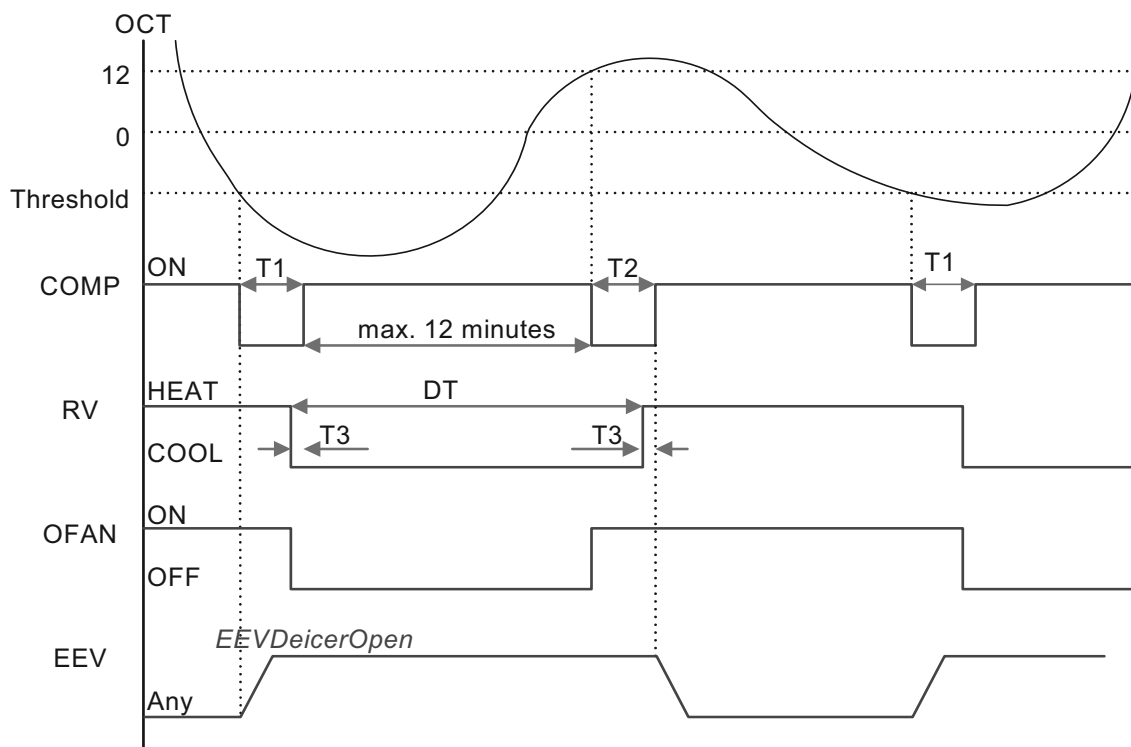 OCT
12
0
Threshold
COMP ON T1 T2 T1
max. 12 minutes
RV HEAT DT
COOL T3 T3
OFAN ON
OFF
EEVDeicerOpen
EEV
Any